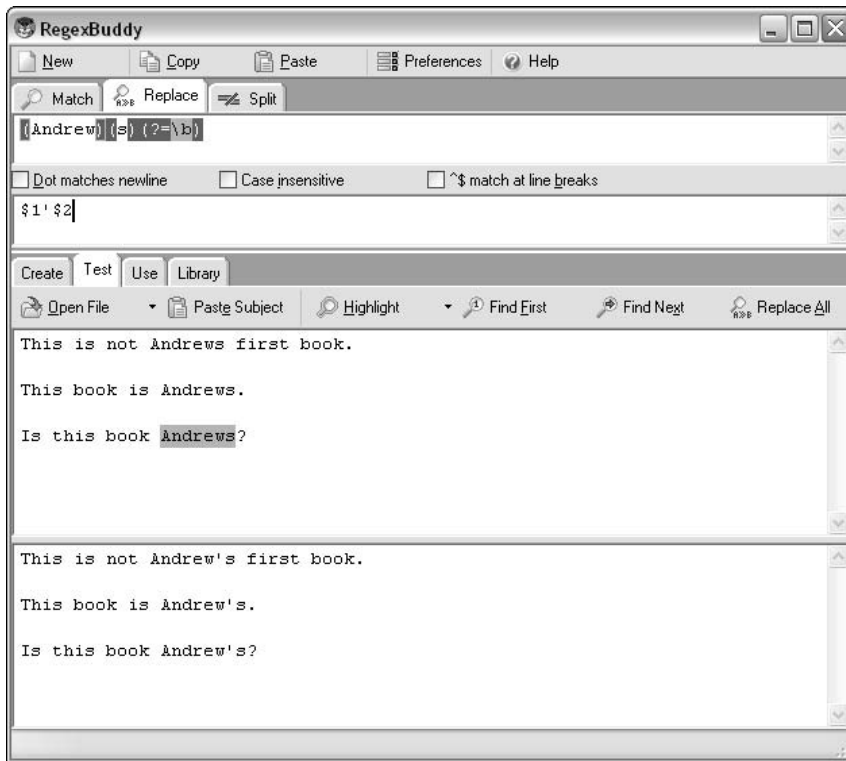 RegexBuddy
New Copy Paste Preferences Help
Match Replace Split
(Andrew)(s)(?=\b)
Dot matches newline Case insensitive ^$ match at line breaks
$1'$2
Create Test Use Library
Open File Paste Subject Highlight Find First Find Next Replace All
This is not Andrews first book.
This book is Andrews.
Is this book Andrews?
This is not Andrew's first book.
This book is Andrew's.
Is this book Andrew's?